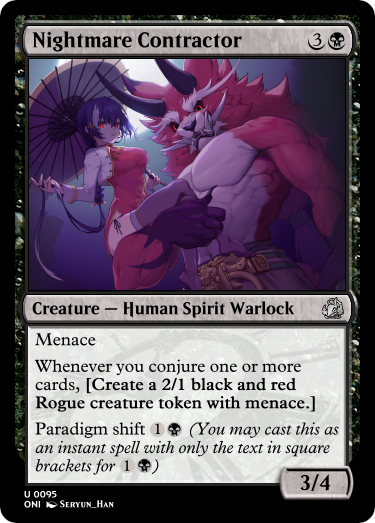 Nightmare Contractor 3
Creature — Human Spirit Warlock
Menace
Whenever you conjure one or more
cards, [Create a 2/1 black and red
Rogue creature token with menace.]
Paradigm shift 1 (You may cast this as
an instant spell with only the text in square
brackets for 1)
3/4
U 0095
ONI Seryun_Han